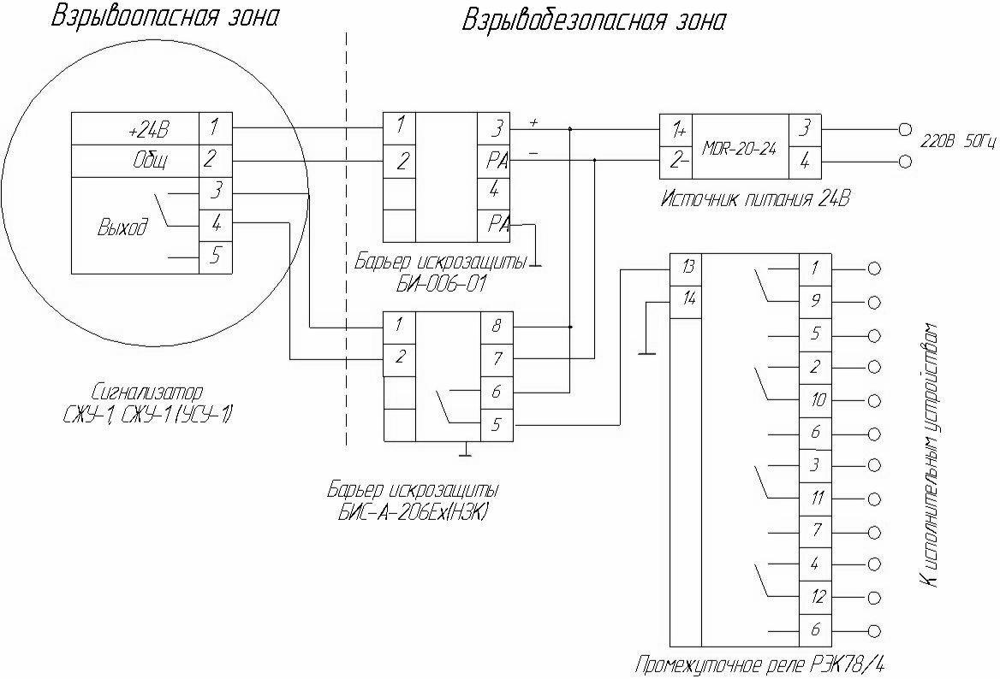 Взрывоопасная зона
Взрывобезопасная зона
+24В 1
Общ 2
3
Выход 4
5
Сигнализатор
СЖУ-1, СЖУ-1 (УСУ-1)
1 3 +
2 РА −
4
РА
Барьер искрозащиты
БИ-006-01
1 8
2 7
6
5
Барьер искрозащиты
БИС-А-206Ех(НЗК)
1+ MDR-20-24 3
2- 4
220В 50Гц
Источник питания 24В
13 1
14 9
5
2
10
6
3
11
7
4
12
6
К исполнительным устройствам
Промежуточное реле РЭК78/4